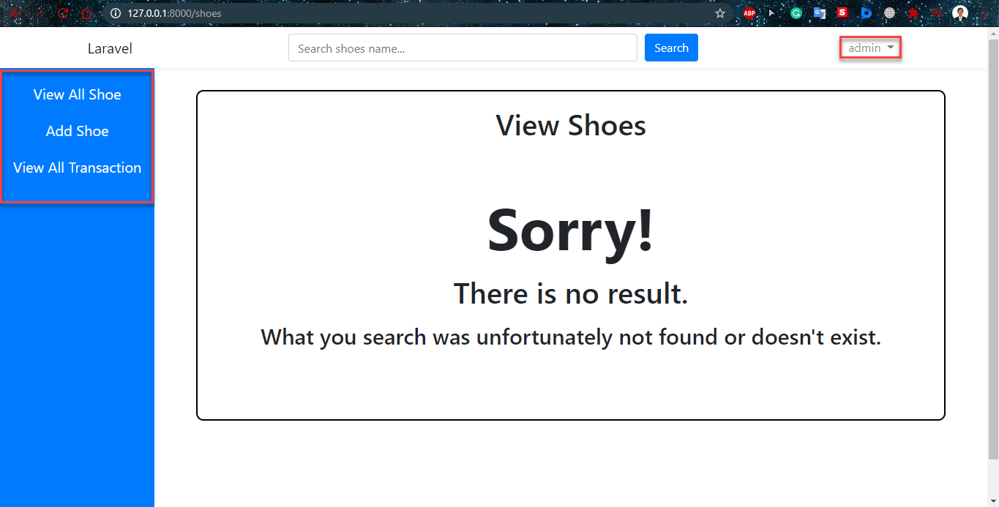 127.0.0.1:8000/shoes
ABP
G
S
Laravel
Search shoes name...
Search
admin
View All Shoe
Add Shoe
View All Transaction
View Shoes
Sorry!
There is no result.
What you search was unfortunately not found or doesn't exist.